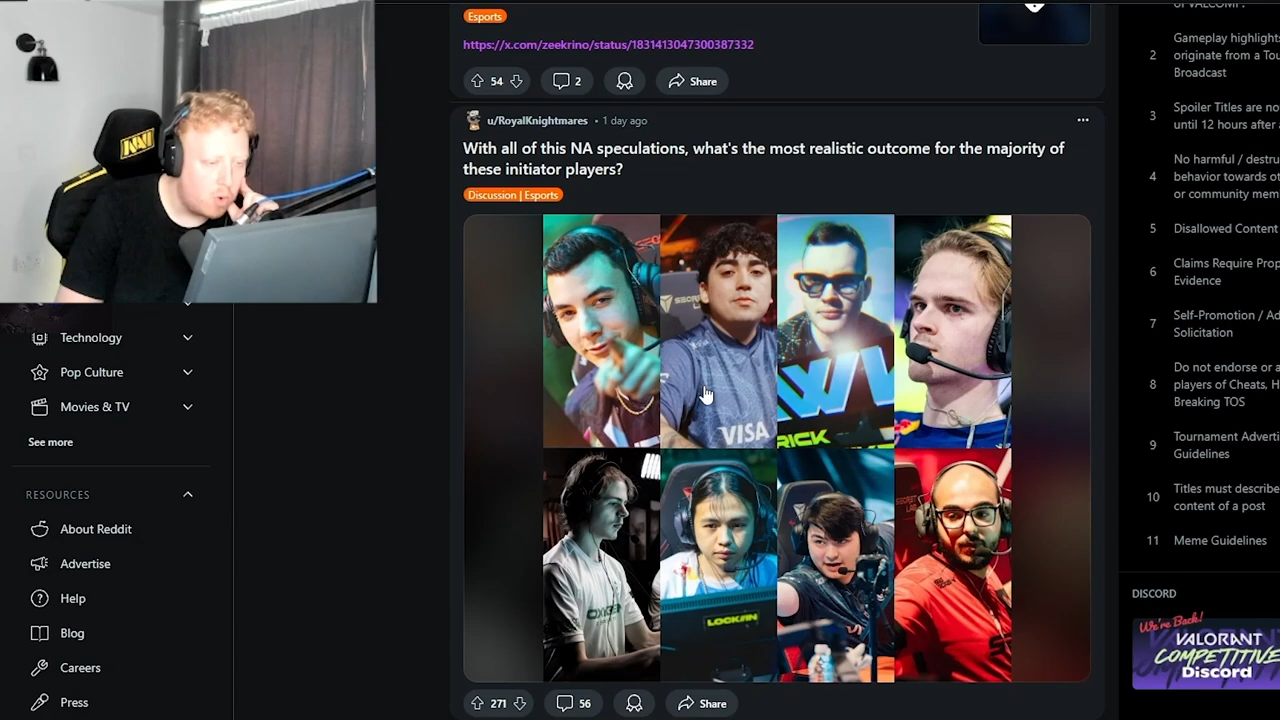 Esports
https://x.com/zeekrino/status/1831413047300387332
54
2
Share
u/RoyalKnightmares • 1 day ago
With all of this NA speculations, what's the most realistic outcome for the majority of
these initiator players?
Discussion | Esports
VISA
RICK
OXYGEN
LOCK//IN
271
56
Share
Technology
Pop Culture
Movies & TV
See more
RESOURCES
About Reddit
Advertise
Help
Blog
Careers
Press
2
Gameplay highlights
originate from a Tou
Broadcast
3
Spoiler Titles are no
until 12 hours after
4
No harmful / destru
behavior towards ot
or community mem
5
Disallowed Content
6
Claims Require Prop
Evidence
7
Self-Promotion / Ad
Solicitation
8
Do not endorse or a
players of Cheats, H
Breaking TOS
9
Tournament Adverti
Guidelines
10
Titles must describe
content of a post
11
Meme Guidelines
DISCORD
We're Back!
VALORANT
COMPETITIVE
Discord